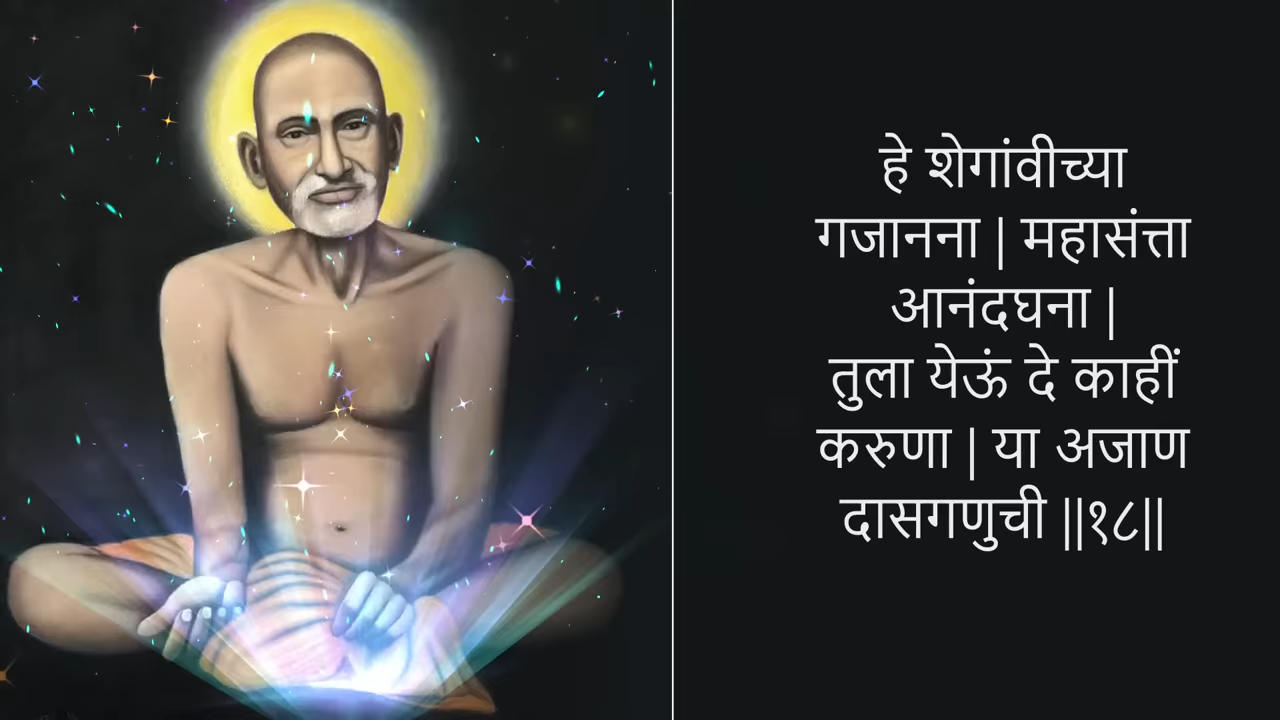 हे शेगांवीच्या
गजानना | महासंत्ता
आनंदघना |
तुला येऊं दे काहीं
करुणा | या अजाण
दासगणुची ||१८||